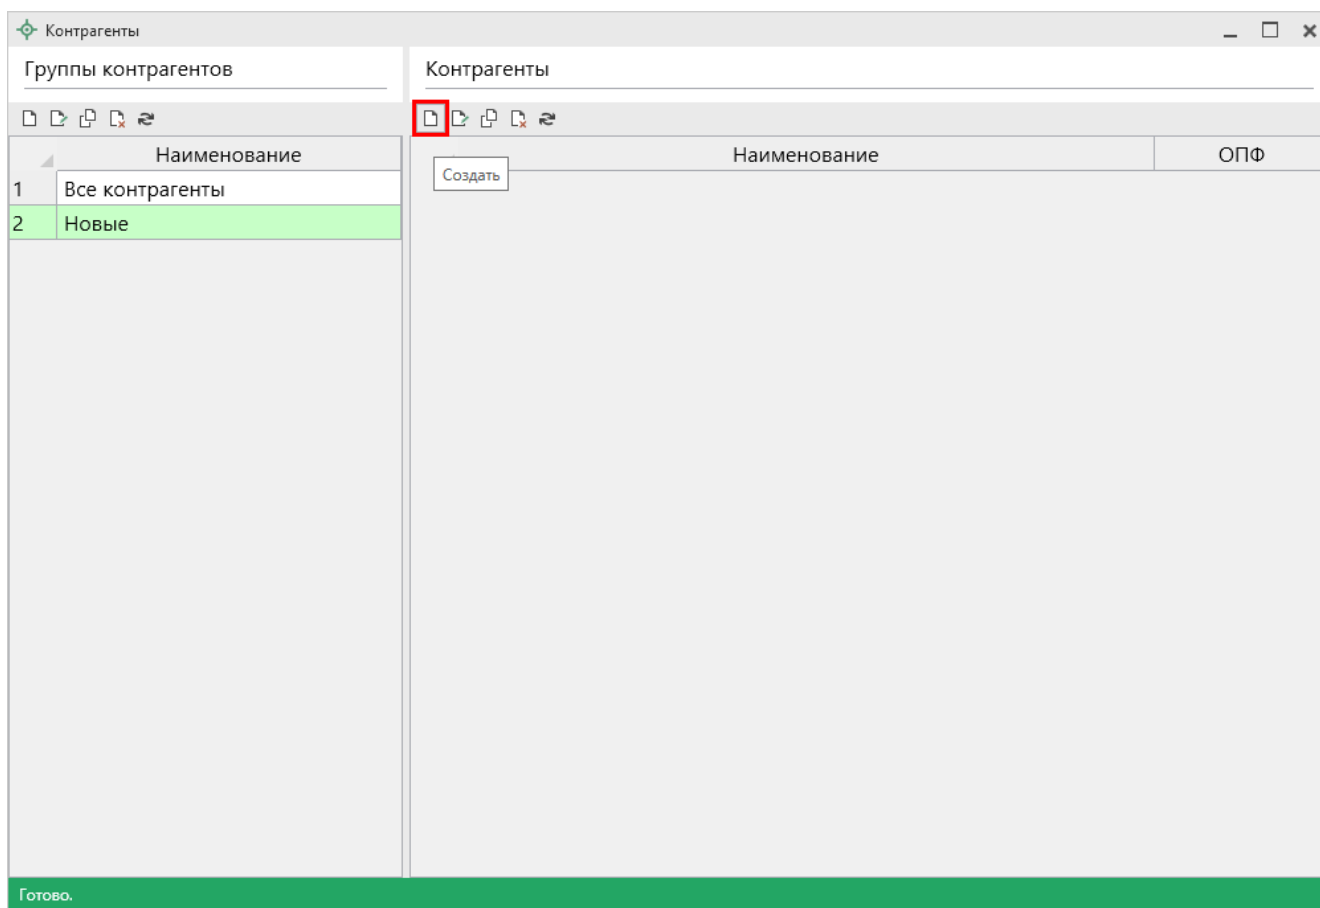 Контрагенты
Группы контрагентов
Контрагенты
Наименование
1 Все контрагенты
2 Новые
Наименование ОПФ
Создать
Готово.